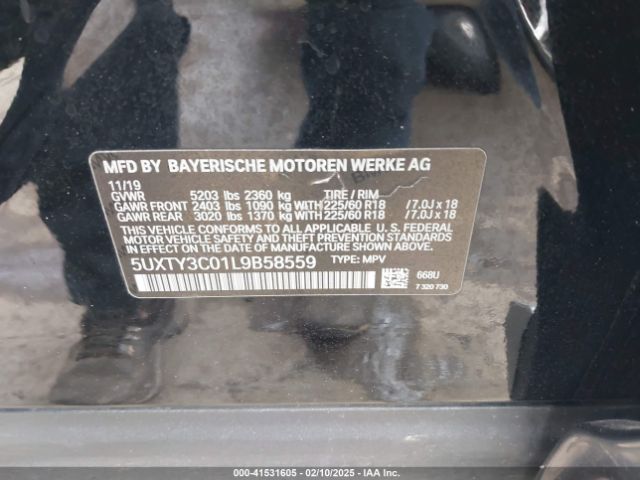 MFD BY BAYERISCHE MOTOREN WERKE AG
11/19
GVWR 5203 lbs 2360 kg TIRE / RIM
GAWR FRONT 2403 lbs 1090 kg WITH 225/60 R18 /7.0J x 18
GAWR REAR 3020 lbs 1370 kg WITH 225/60 R18 /7.0J x 18
THIS VEHICLE CONFORMS TO ALL APPLICABLE U. S. FEDERAL
MOTOR VEHICLE SAFETY AND THEFT PREVENTION STANDARDS
IN EFFECT ON THE DATE OF MANUFACTURE SHOWN ABOVE.
5UXTY3C01L9B58559 TYPE: MPV
668U
7 320 730
00-41531605 - 02/10/2025 - IAA Inc.